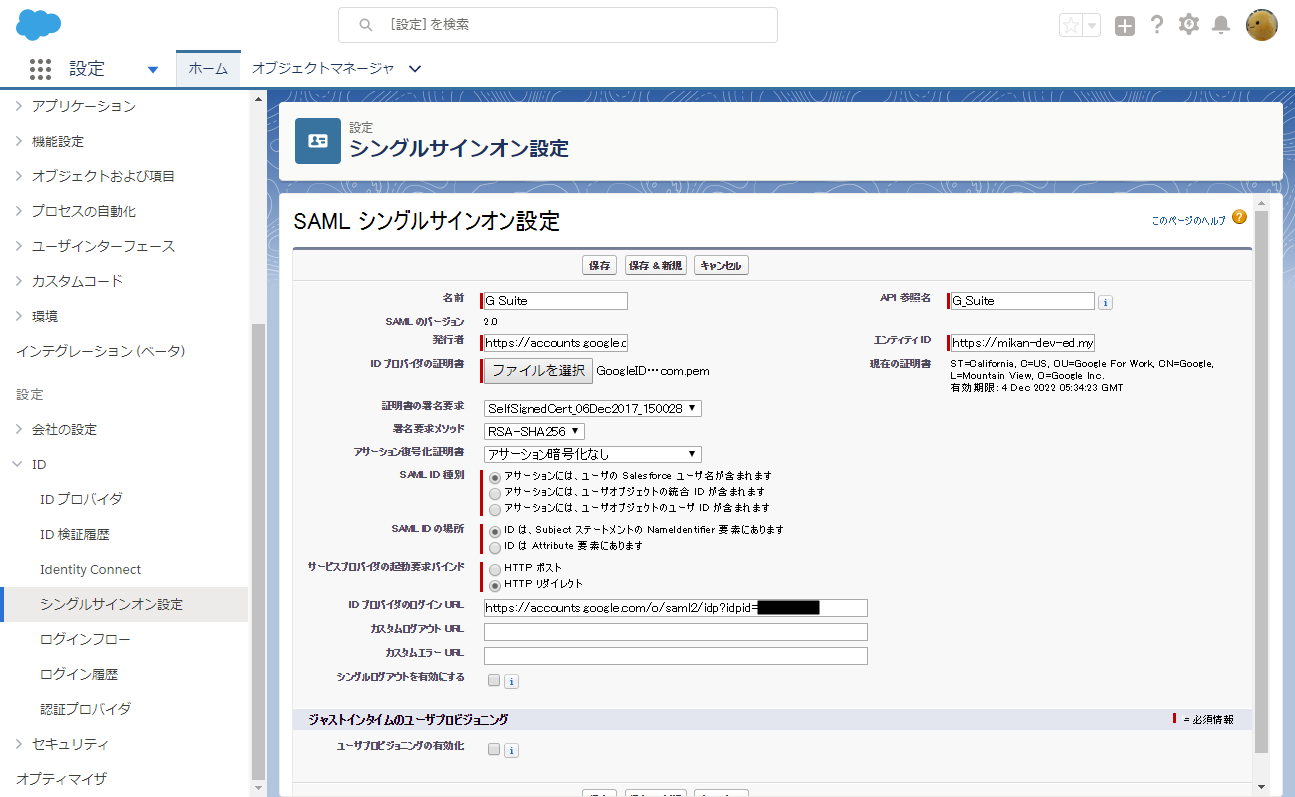 [設定] を検索
設定
ホーム
オブジェクトマネージャ
アプリケーション
機能設定
オブジェクトおよび項目
プロセスの自動化
ユーザインターフェース
カスタムコード
環境
インテグレーション (ベータ)
設定
会社の設定
ID
ID プロバイダ
ID 検証履歴
Identity Connect
シングルサインオン設定
ログインフロー
ログイン履歴
認証プロバイダ
セキュリティ
オプティマイザ
設定
シングルサインオン設定
SAML シングルサインオン設定
このページのヘルプ ?
保存 保存 & 新規 キャンセル
名前 G Suite
API 参照名 G_Suite i
SAML のバージョン 2.0
発行者 https://accounts.google.c
エンティティ ID https://mikan-dev-ed.my
ID プロバイダの証明書 ファイルを選択 GoogleID…com.pem
現在の証明書 ST=California, C=US, OU=Google For Work, CN=Google,
L=Mountain View, O=Google Inc.
有効期限: 4 Dec 2022 05:34:23 GMT
証明書の署名要求 SelfSignedCert_06Dec2017_150028
署名要求メソッド RSA-SHA256
アサーション復号化証明書 アサーション暗号化なし
SAML ID 種別 アサーションには、ユーザの Salesforce ユーザ名が含まれます
アサーションには、ユーザオブジェクトの統合 ID が含まれます
アサーションには、ユーザオブジェクトのユーザ ID が含まれます
SAML ID の場所 ID は、Subject ステートメントの NameIdentifier 要素にあります
ID は Attribute 要素にあります
サービスプロバイダの起動要求バインド HTTP ポスト
HTTP リダイレクト
ID プロバイダのログイン URL https://accounts.google.com/o/saml2/idp?idpid=
カスタムログアウト URL
カスタムエラー URL
シングルログアウトを有効にする i
ジャストインタイムのユーザプロビジョニング
= 必須情報
ユーザプロビジョニングの有効化 i